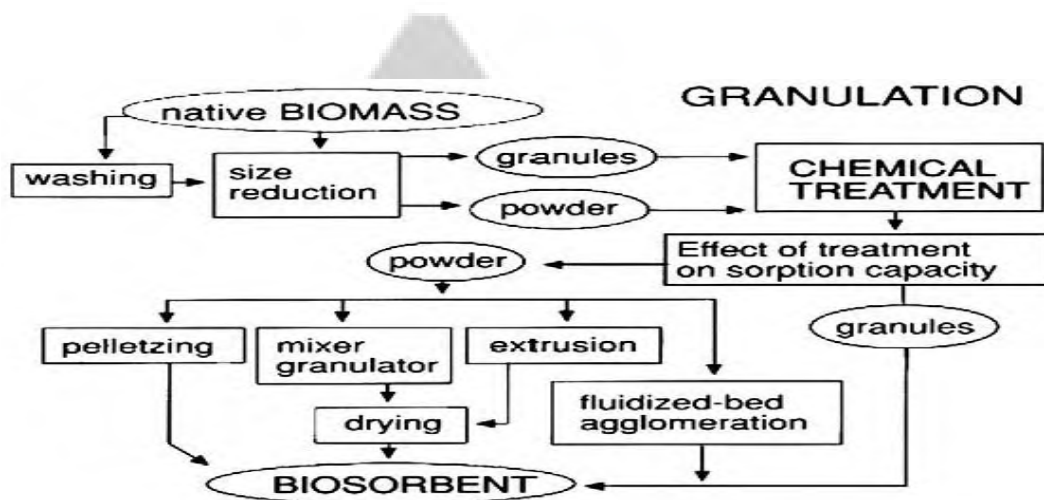 native BIOMASS
GRANULATION
washing
size
reduction
granules
powder
CHEMICAL
TREATMENT
Effect of treatment
on sorption capacity
powder
granules
pelletzing
mixer
granulator
extrusion
fluidized-bed
agglomeration
drying
BIOSORBENT